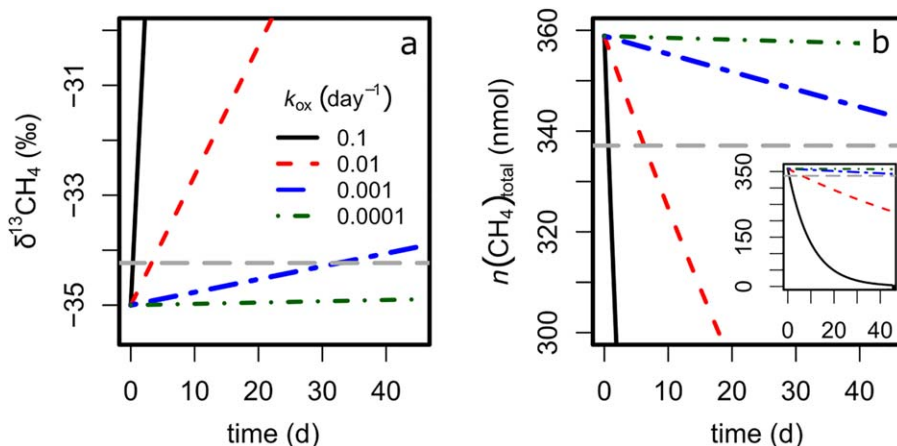 a
δ¹³CH₄ (‰)
-31
-33
-35
k_ox (day⁻¹)
0.1
0.01
0.001
0.0001
0 10 20 30 40
time (d)
b
n(CH₄)total (nmol)
360
340
320
300
350
150
0
0 20 40
0 10 20 30 40
time (d)